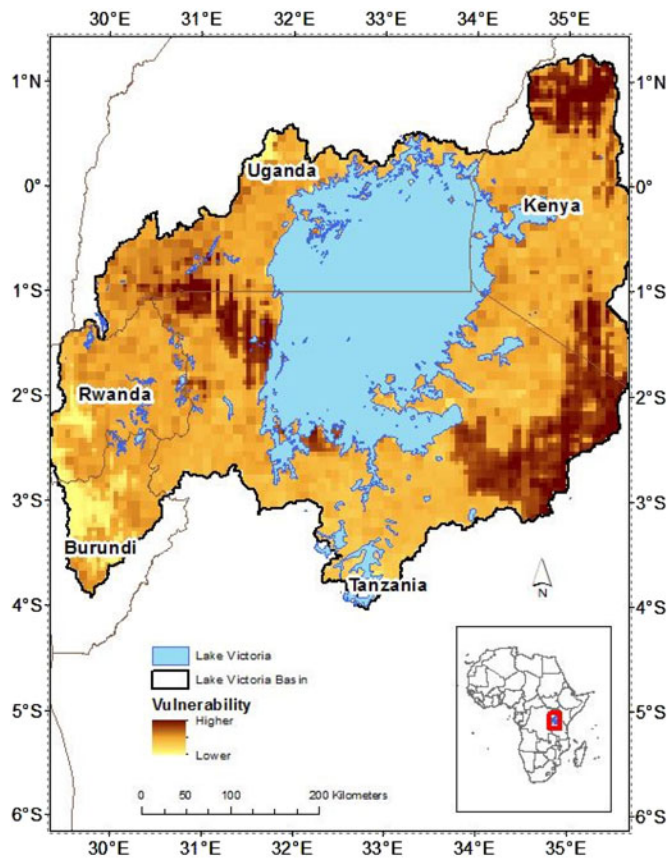 30°E 31°E 32°E 33°E 34°E 35°E
1°N 1°N
Uganda
0° 0°
Kenya
1°S 1°S
Rwanda
2°S 2°S
3°S 3°S
Burundi
Tanzania
N
4°S 4°S
Lake Victoria
Lake Victoria Basin
Vulnerability
Higher
Lower
5°S 5°S
0 50 100 200 Kilometers
6°S 6°S
30°E 31°E 32°E 33°E 34°E 35°E